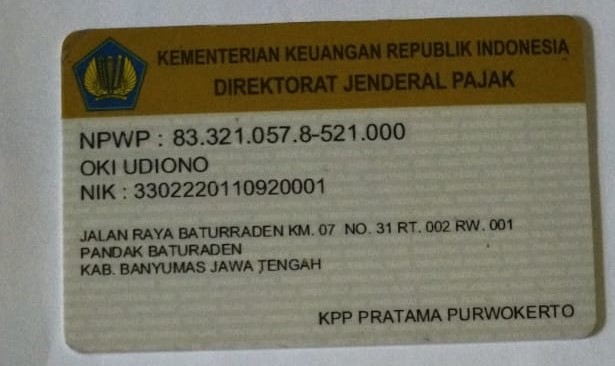 KEMENTERIAN KEUANGAN REPUBLIK INDONESIA
DIREKTORAT JENDERAL PAJAK
NPWP : 83.321.057.8-521.000
OKI UDIONO
NIK : 3302220110920001
JALAN RAYA BATURRADEN KM. 07 NO. 31 RT. 002 RW. 001
PANDAK BATURADEN
KAB. BANYUMAS JAWA TENGAH
KPP PRATAMA PURWOKERTO